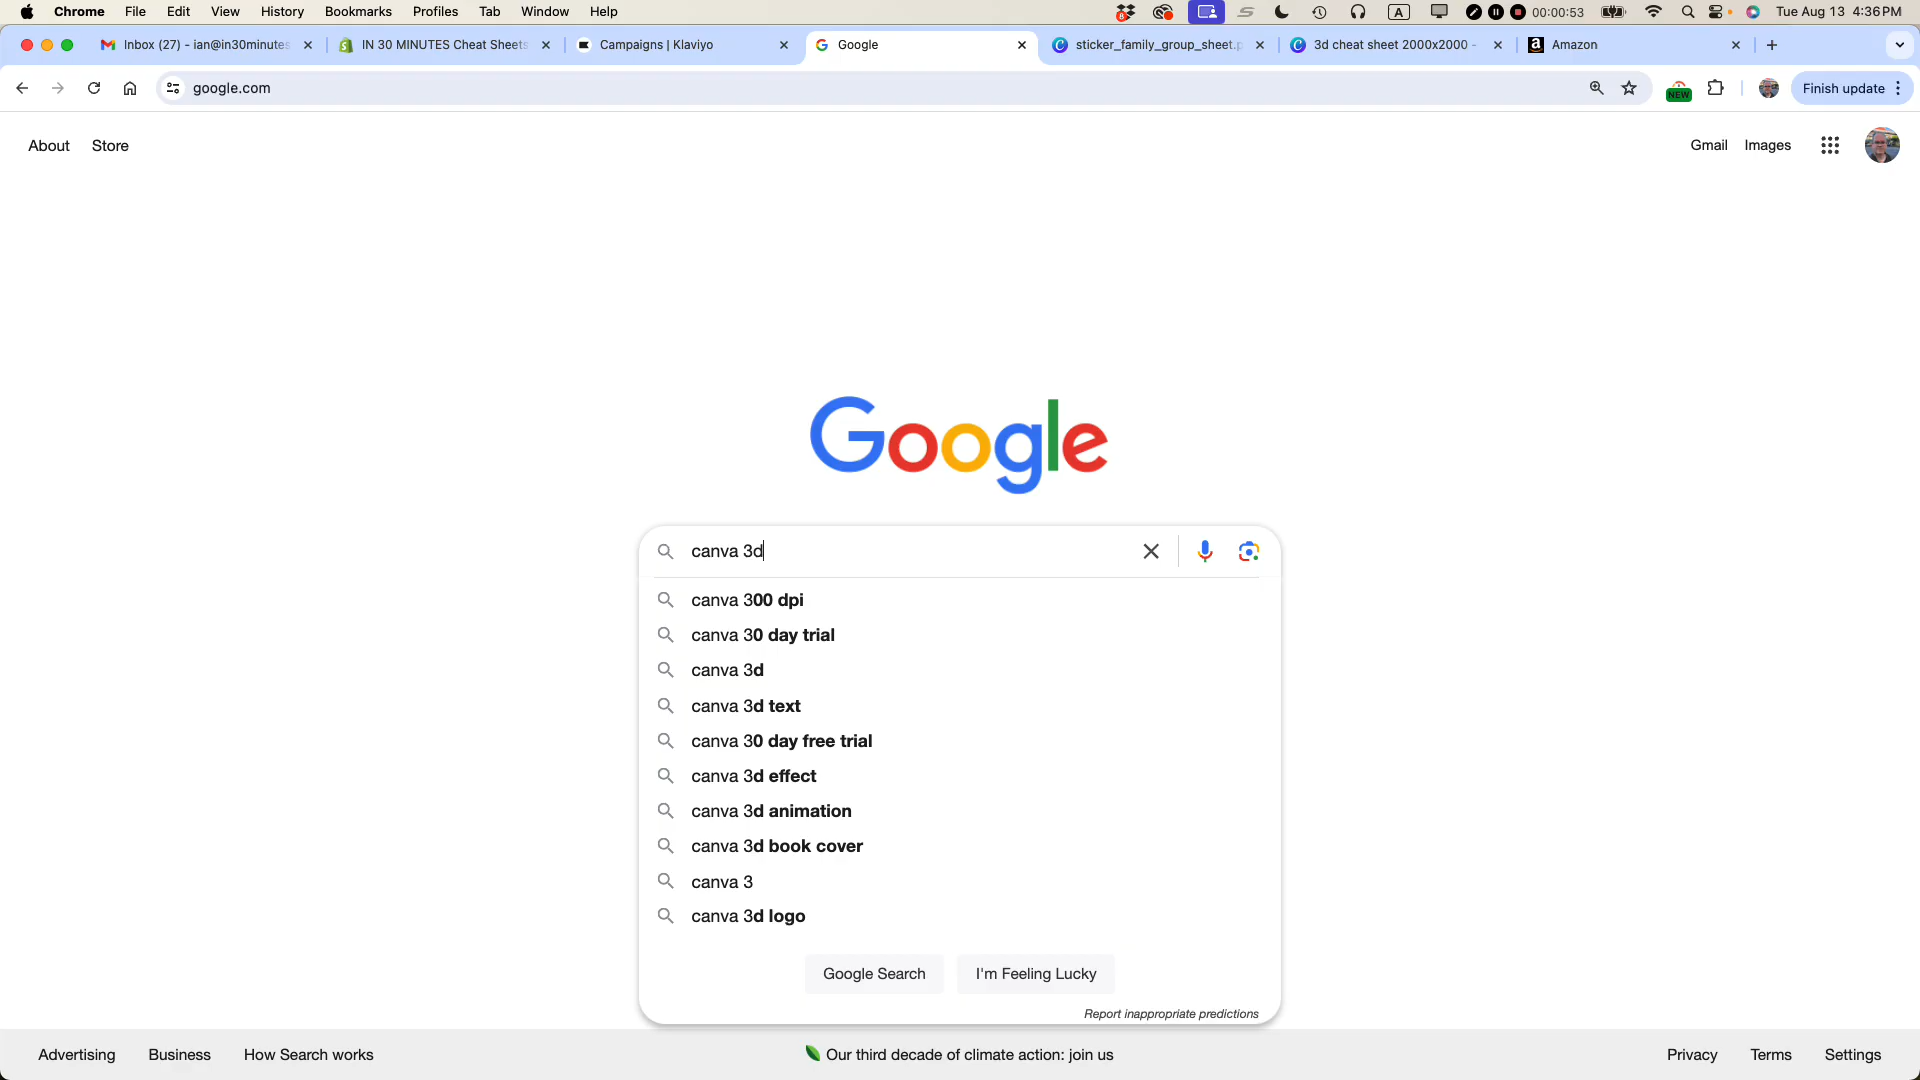 Chrome File Edit View History Bookmarks Profiles Tab Window Help 8 A 00:00:53 Tue Aug 13 4:36 PM
Inbox (27) - ian@in30minutes IN 30 MINUTES Cheat Sheets Campaigns | Klaviyo Google sticker_family_group_sheet.p 3d cheat sheet 2000x2000 - a Amazon
google.com NEW Finish update
About Store Gmail Images
Google
canva 3d
canva 300 dpi
canva 30 day trial
canva 3d
canva 3d text
canva 30 day free trial
canva 3d effect
canva 3d animation
canva 3d book cover
canva 3
canva 3d logo
Google Search I'm Feeling Lucky
Report inappropriate predictions
Advertising Business How Search works Our third decade of climate action: join us Privacy Terms Settings